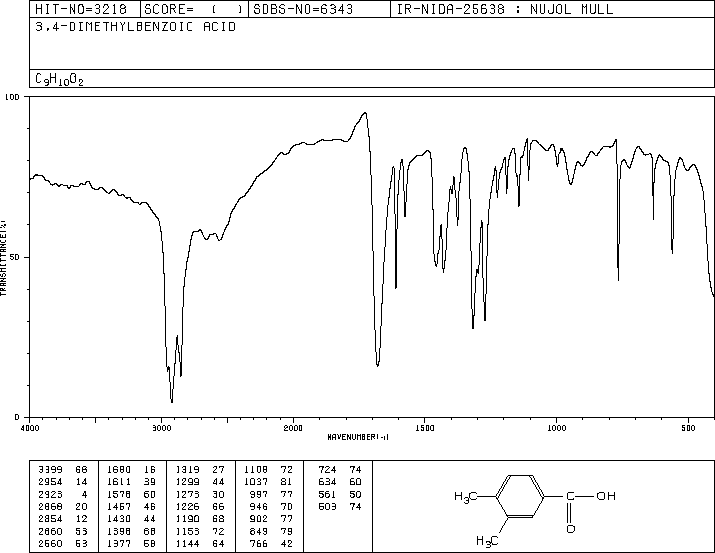 HIT-NO=3218 SCORE= ( ) SDBS-NO=6343 IR-NIDA-25638 : NUJOL MULL
3,4-DIMETHYLBENZOIC ACID
C9H10O2
100
50
0
TRANSMITTANCE(%)
4000 3000 2000 1500 1000 500
WAVENUMBER(-1)
3399 66 1680 16 1319 27 1108 72 724 74
2954 14 1611 39 1299 44 1037 81 634 60
2923 4 1578 60 1273 30 997 77 561 50
2868 20 1467 46 1226 66 946 70 503 74
2854 12 1430 44 1190 68 902 77
2660 53 1398 68 1153 72 849 79
2560 53 1377 58 1144 64 766 42
H3C
H3C
C
OH
O